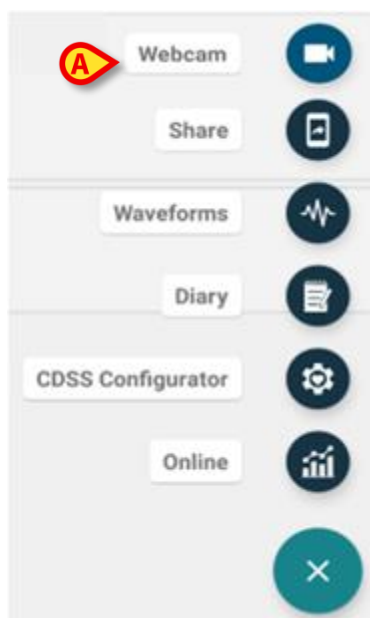 A
Webcam
Share
Waveforms
Diary
CDSS Configurator
Online